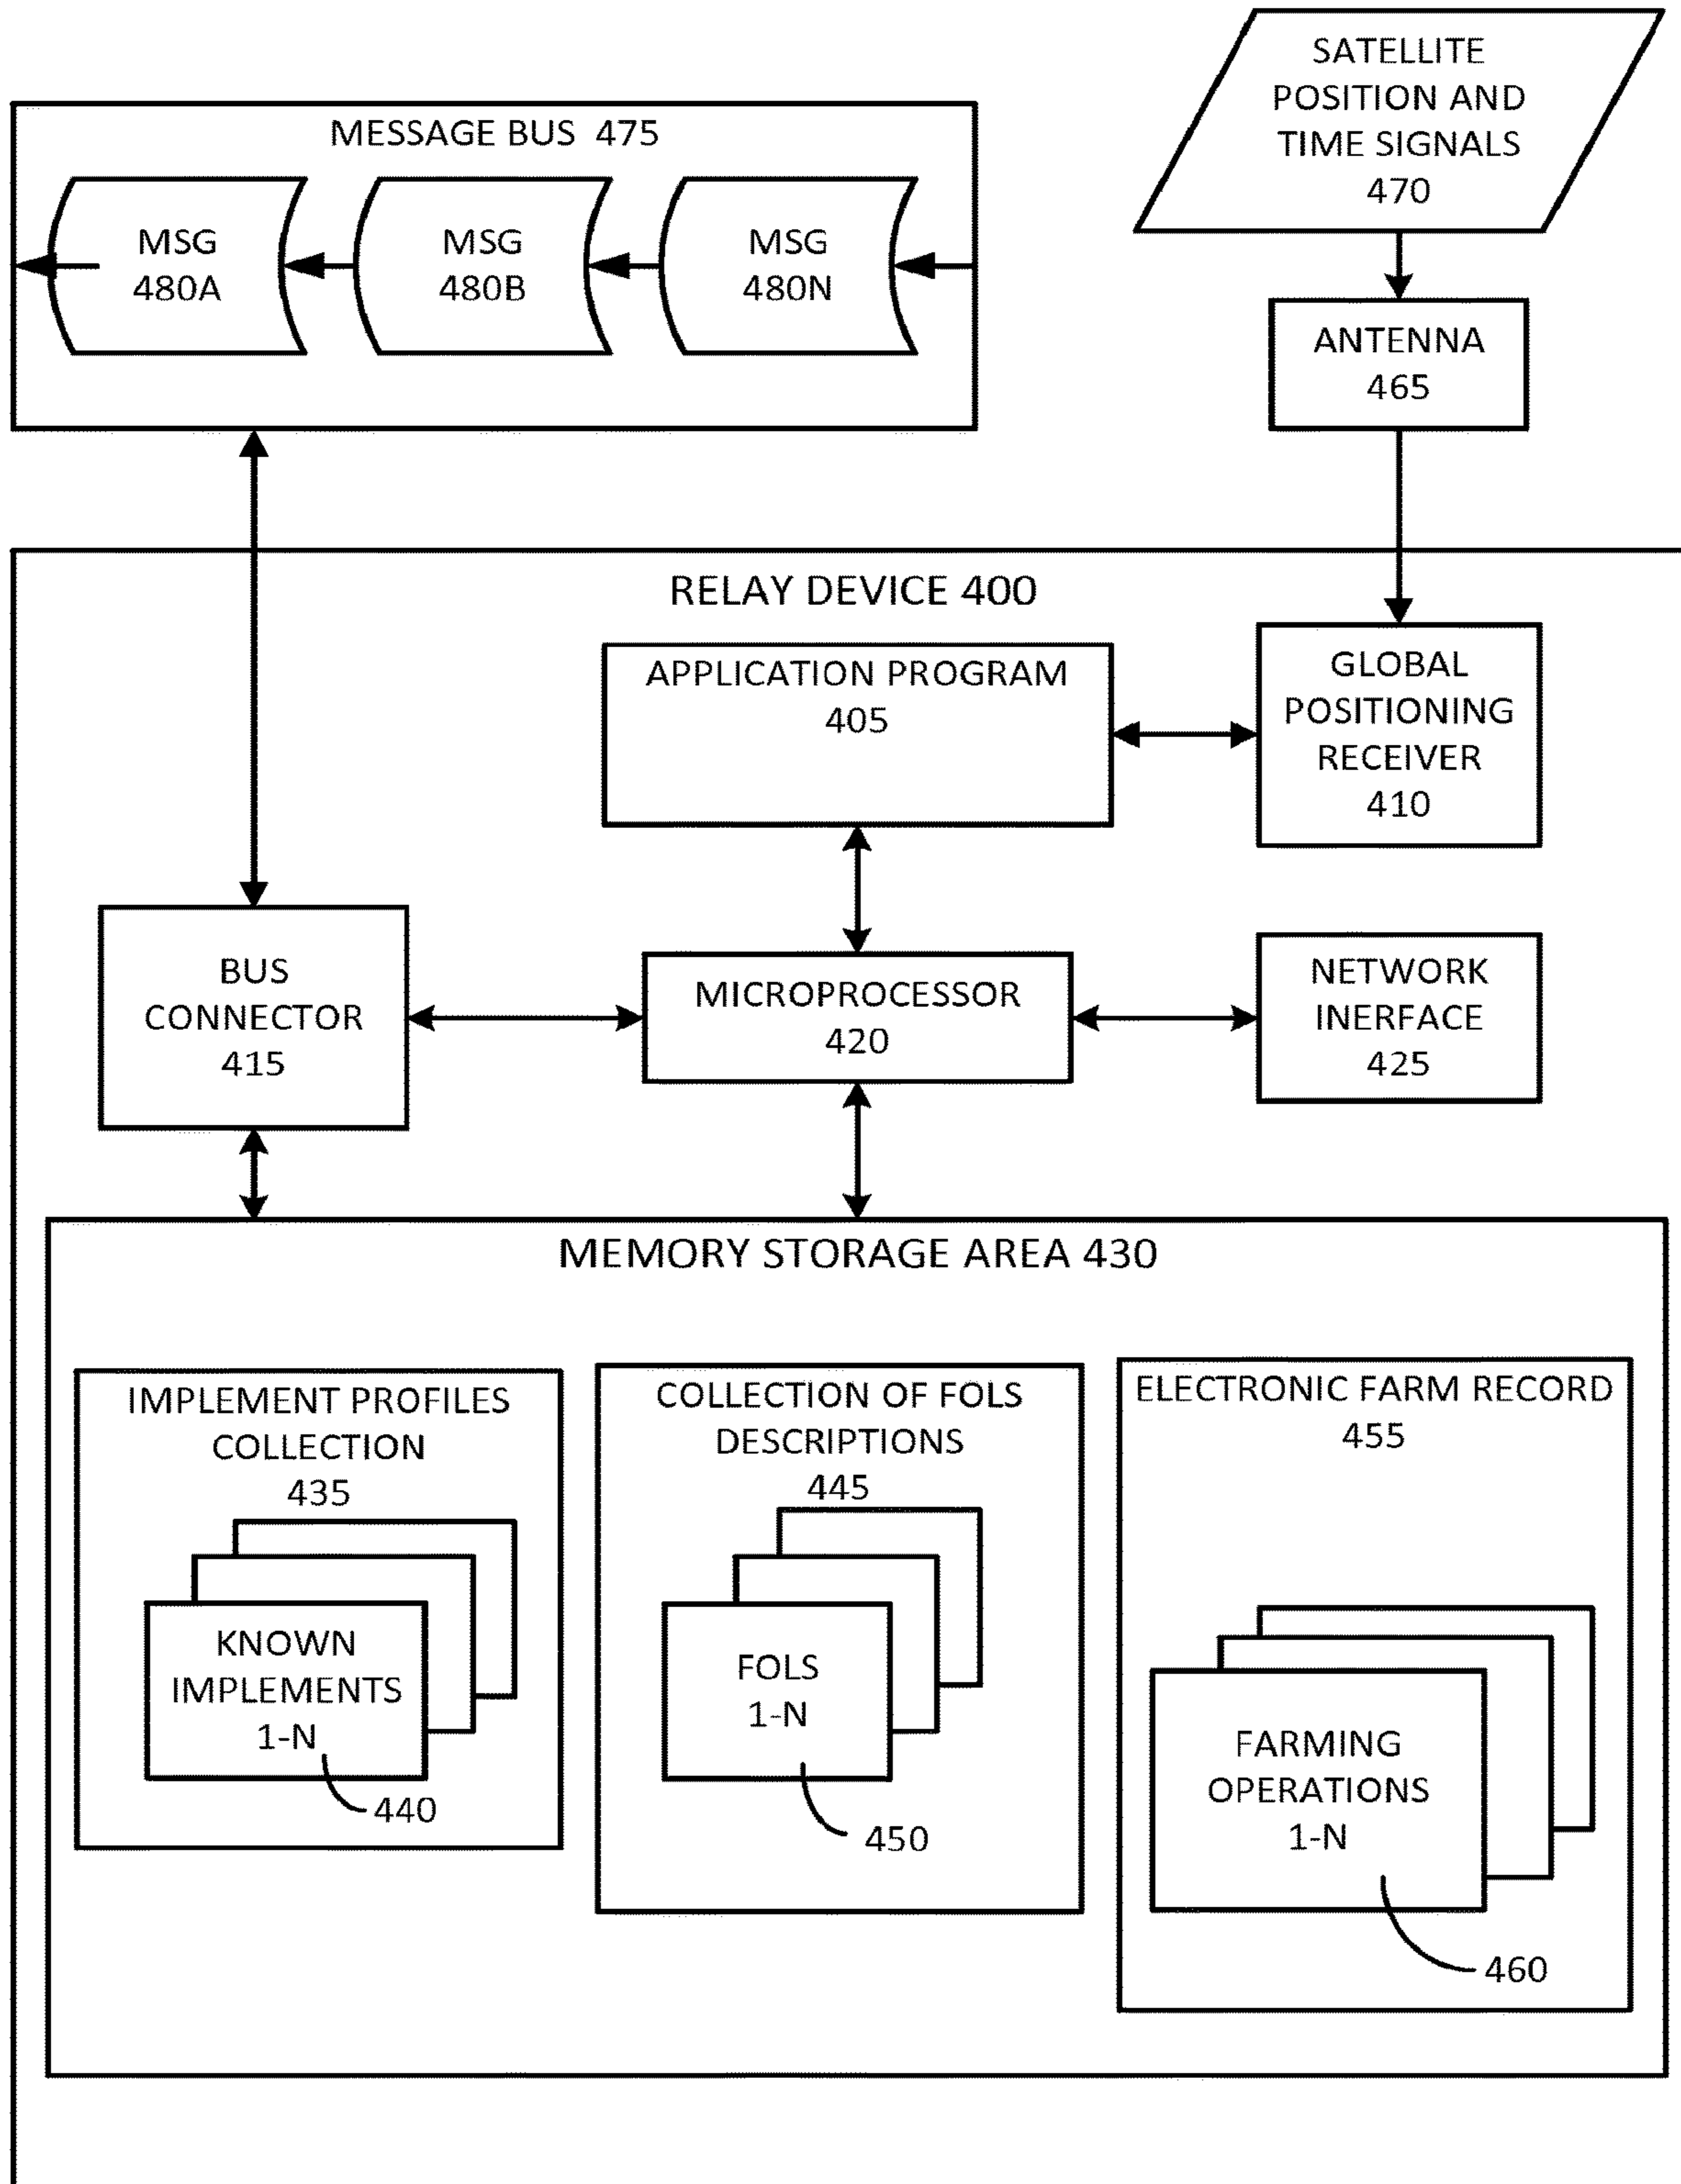 SATELLITE
POSITION AND
TIME SIGNALS
470
MESSAGE BUS 475
MSG
480A
MSG
480B
MSG
480N
ANTENNA
465
RELAY DEVICE 400
APPLICATION PROGRAM
405
GLOBAL
POSITIONING
RECEIVER
410
BUS
CONNECTOR
415
MICROPROCESSOR
420
NETWORK
INERFACE
425
MEMORY STORAGE AREA 430
IMPLEMENT PROFILES
COLLECTION
435
KNOWN
IMPLEMENTS
1-N
440
COLLECTION OF FOLS
DESCRIPTIONS
445
FOLS
1-N
450
ELECTRONIC FARM RECORD
455
FARMING
OPERATIONS
1-N
460